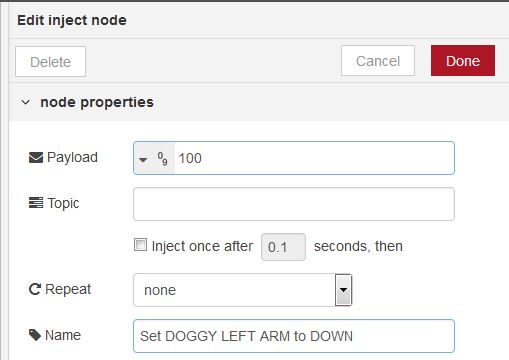 Edit inject node
Delete Cancel Done
node properties
Payload 0 9 100
Topic
Inject once after 0.1 seconds, then
Repeat none
Name Set DOGGY LEFT ARM to DOWN